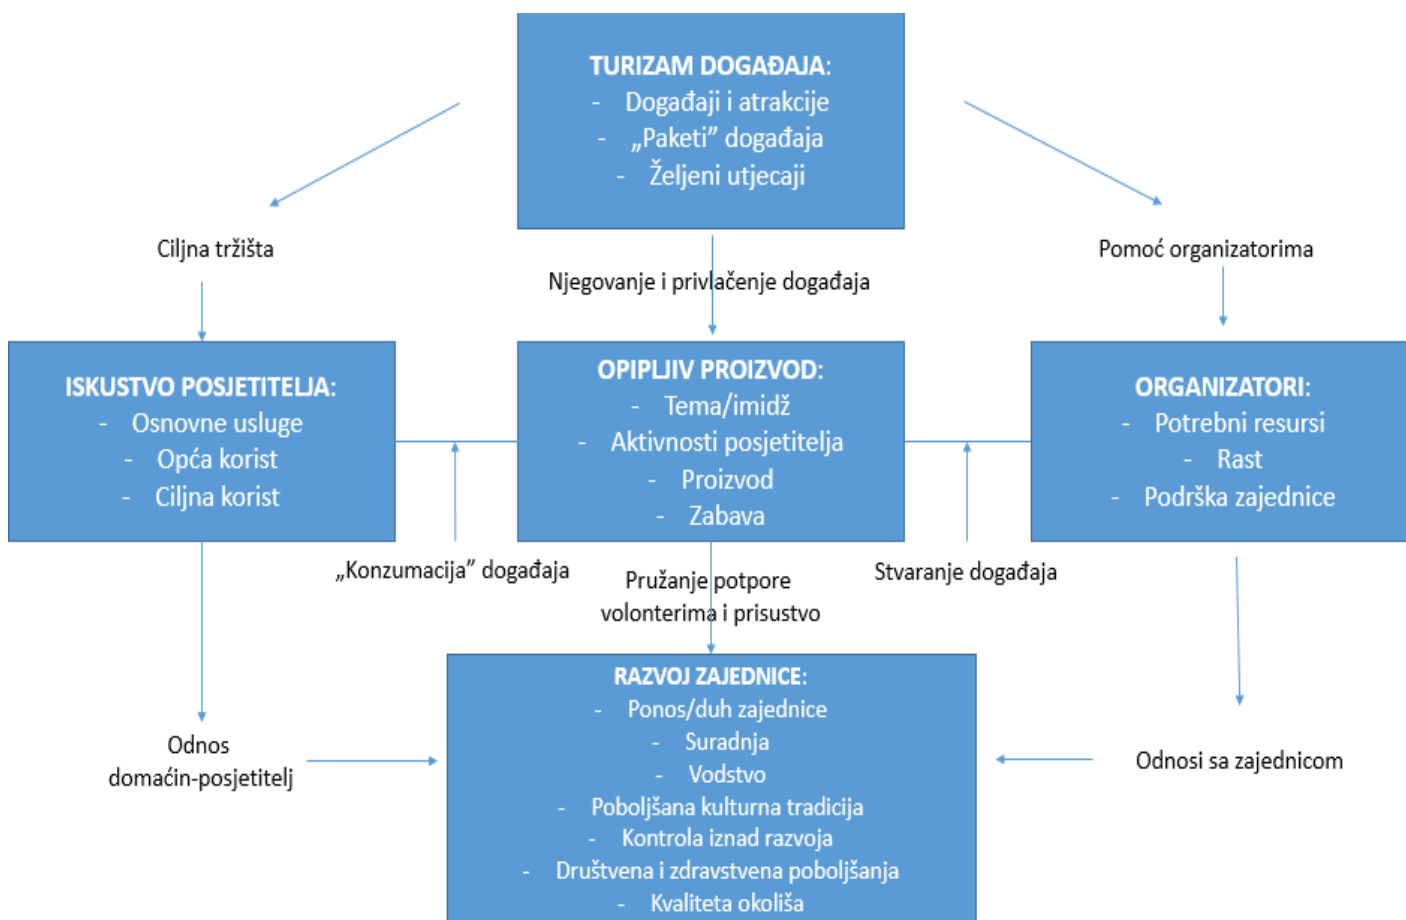 TURIZAM DOGAĐAJA:
- Događaji i atrakcije
- „Paketi” događaja
- Željeni utjecaji
Ciljna tržišta
Njegovanje i privlačenje događaja
Pomoć organizatorima
ISKUSTVO POSJETITELJA:
- Osnovne usluge
- Opća korist
- Ciljna korist
OPIPLJIV PROIZVOD:
- Tema/imidž
- Aktivnosti posjetitelja
- Proizvod
- Zabava
ORGANIZATORI:
- Potrebni resursi
- Rast
- Podrška zajednice
„Konzumacija” događaja
Pružanje potpore
volonterima i prisustvo
Stvaranje događaja
RAZVOJ ZAJEDNICE:
- Ponos/duh zajednice
- Suradnja
- Vodstvo
- Poboljšana kulturna tradicija
- Kontrola iznad razvoja
- Društvena i zdravstvena poboljšanja
- Kvaliteta okoliša
Odnos
domaćin-posjetitelj
Odnosi sa zajednicom